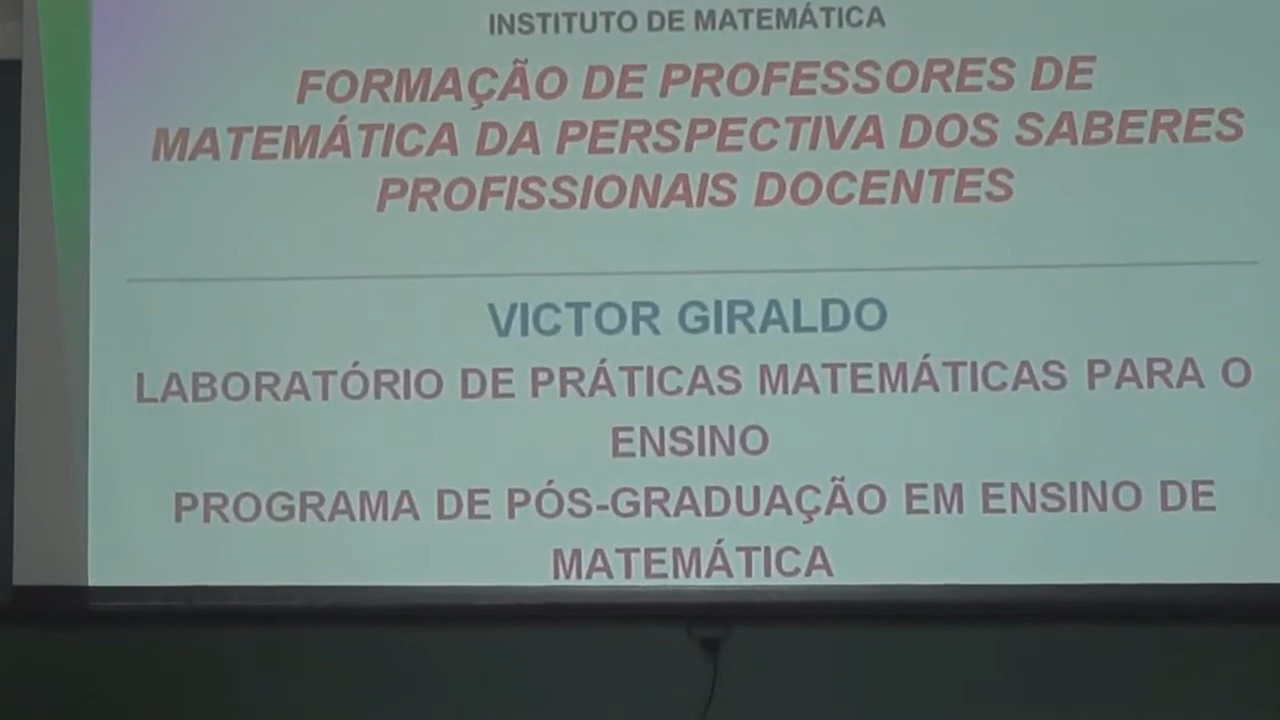 INSTITUTO DE MATEMÁTICA
FORMAÇÃO DE PROFESSORES DE
MATEMÁTICA DA PERSPECTIVA DOS SABERES
PROFISSIONAIS DOCENTES
VICTOR GIRALDO
LABORATÓRIO DE PRÁTICAS MATEMÁTICAS PARA O
ENSINO
PROGRAMA DE PÓS-GRADUAÇÃO EM ENSINO DE
MATEMÁTICA